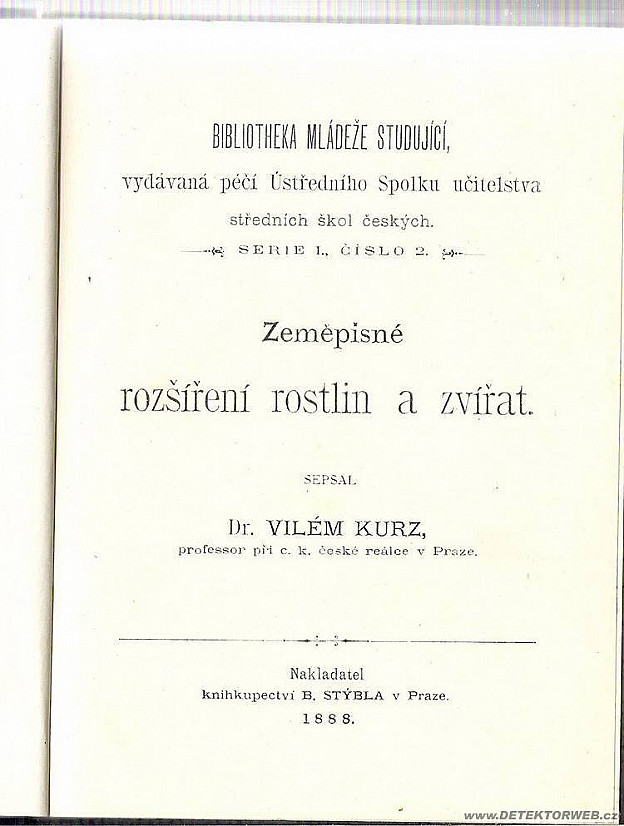 BIBLIOTHEKA MLÁDEŽE STUDUJÍCÍ,
vydávaná péčí Ústředního Spolku učitelstva
středních škol českých.
SERIE I., ČÍSLO 2.
Zeměpisné
rozšíření rostlin a zvířat.
SEPSAL
Dr. VILÉM KURZ,
professor při c. k. české reálce v Praze.
Nakladatel
knihkupectví B. STÝBLA v Praze.
1888.
www.DETEKTORWEB.cz